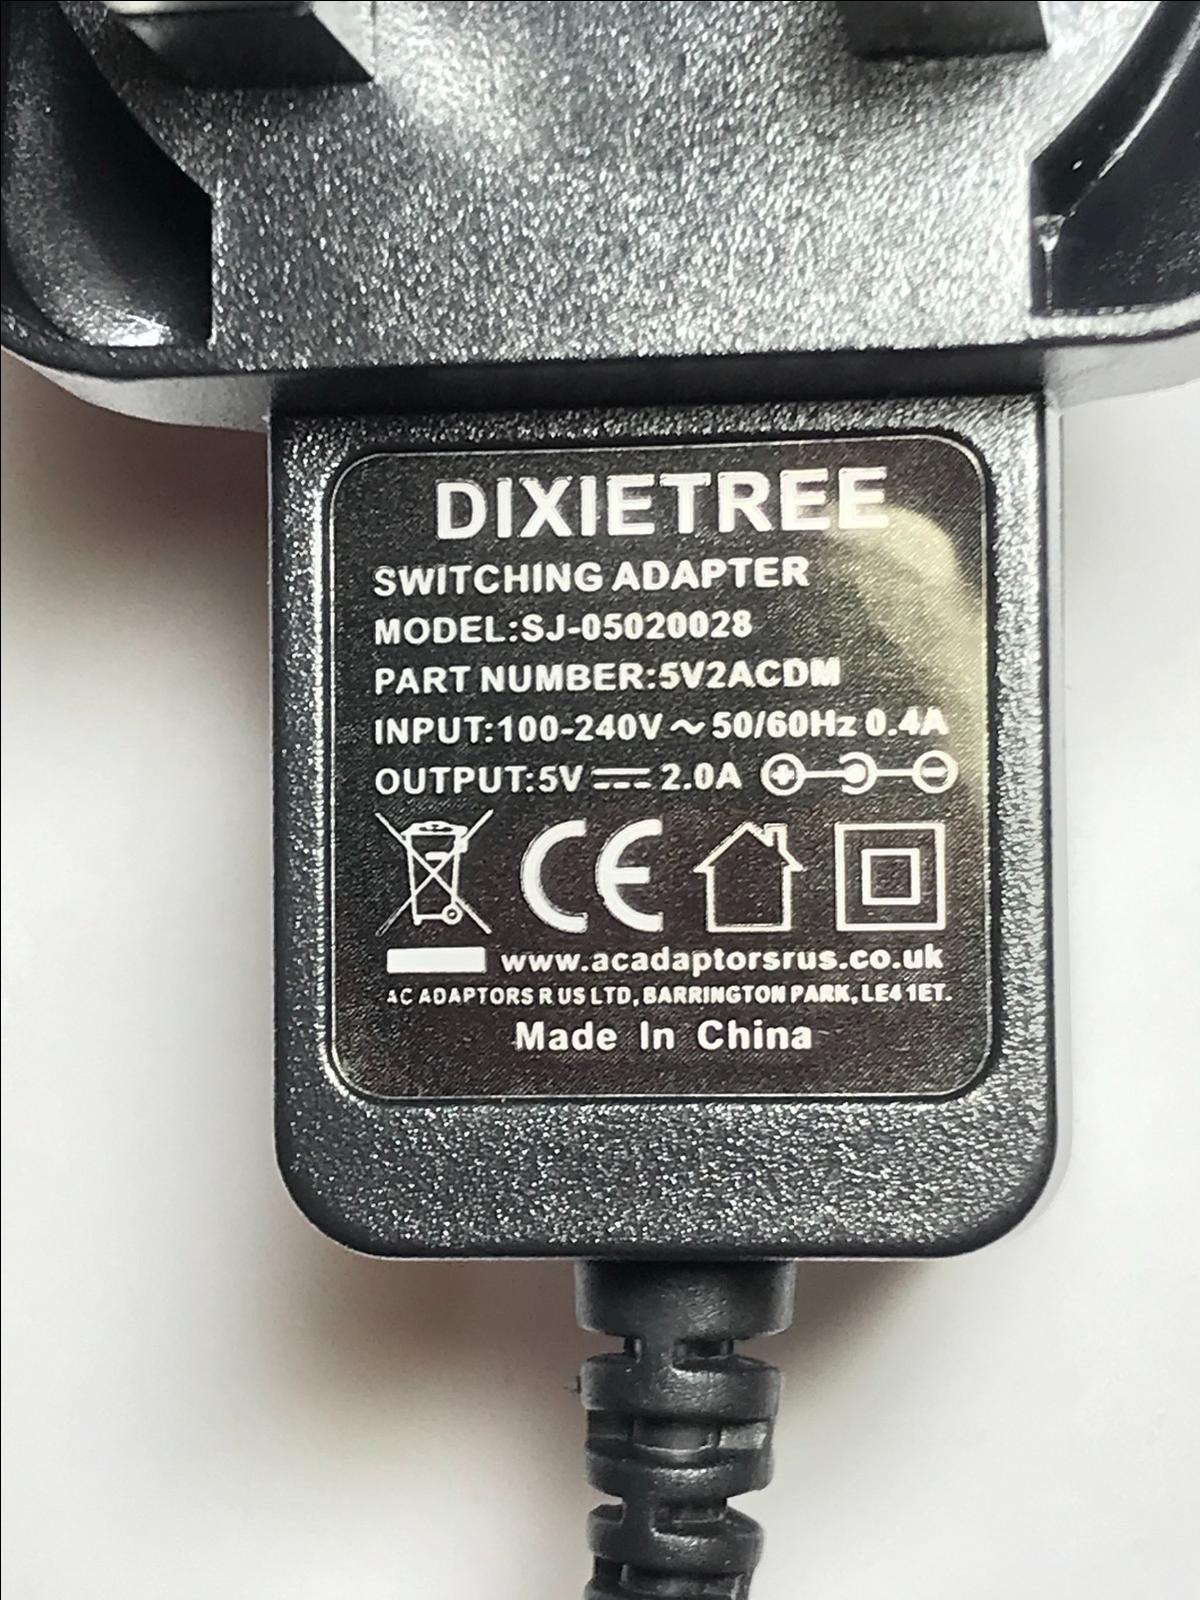 DIXIETREE
SWITCHING ADAPTER
MODEL:SJ-05020028
PART NUMBER:5V2ACDM
INPUT:100-240V ~ 50/60Hz 0.4A
OUTPUT:5V ⎓ 2.0A
CE
www.acadaptorsrus.co.uk
AC ADAPTORS R US LTD, BARRINGTON PARK, LE4 1ET.
Made In China